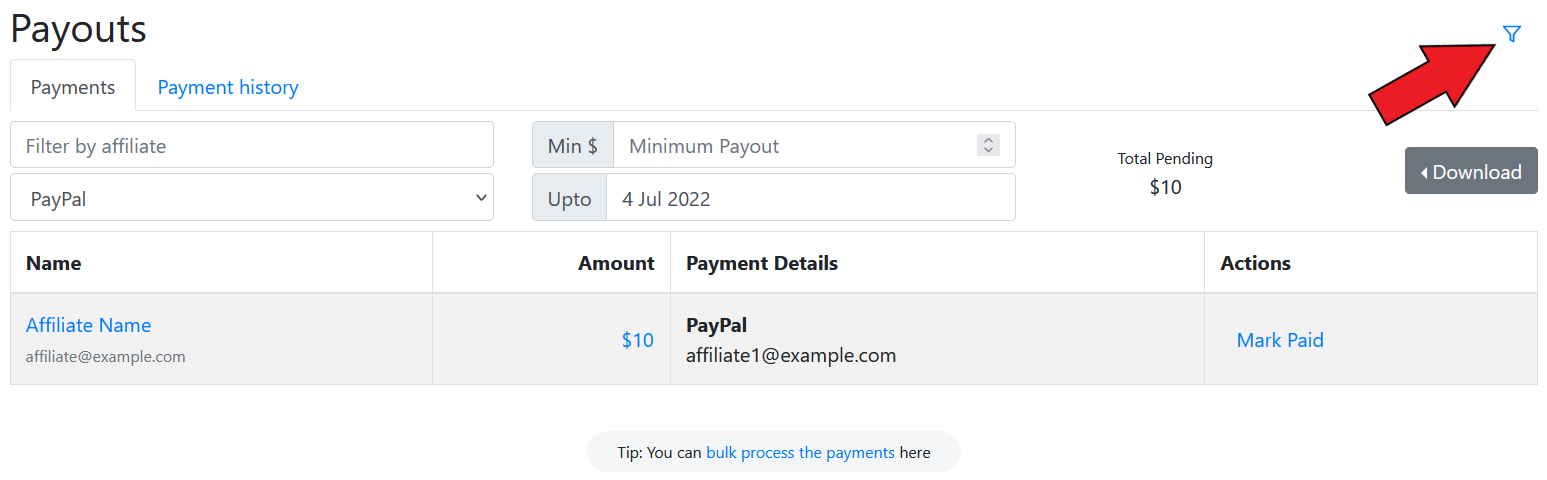 Payouts
Payments
Payment history
Filter by affiliate
Min $
Minimum Payout
Total Pending
$10
Download
PayPal
Upto
4 Jul 2022
Name
Amount
Payment Details
Actions
Affiliate Name
affiliate@example.com
$10
PayPal
affiliate1@example.com
Mark Paid
Tip: You can bulk process the payments here